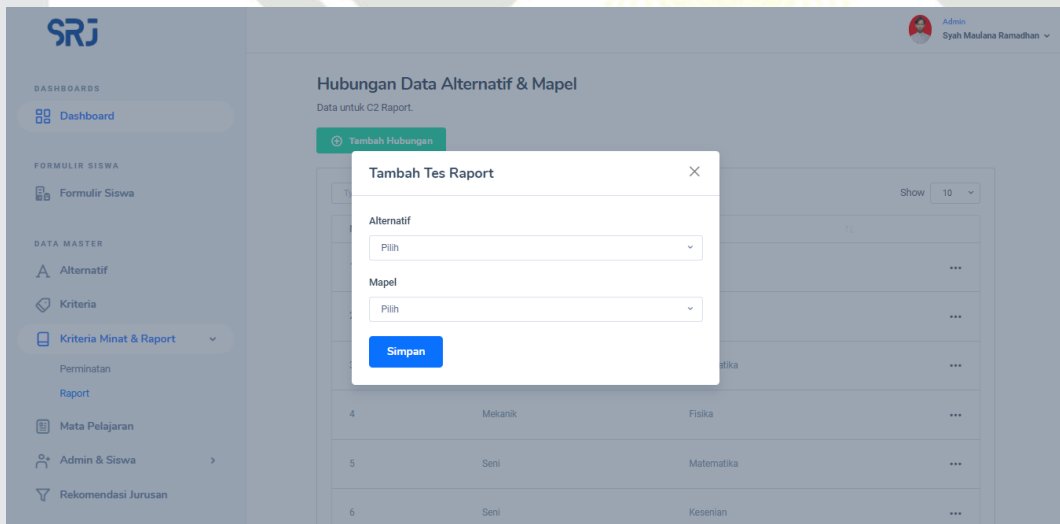 SRJ
Admin
Syah Maulana Ramadhan
DASHBOARDS
Dashboard
FORMULIR SISWA
Formulir Siswa
DATA MASTER
Alternatif
Kriteria
Kriteria Minat & Raport
Perminatan
Raport
Mata Pelajaran
Admin & Siswa
Rekomendasi Jurusan
Hubungan Data Alternatif & Mapel
Data untuk C2 Raport.
Tambah Hubungan
Show 10
Tambah Tes Raport
Alternatif
Pilih
Mapel
Pilih
Simpan
4 Mekanik Fisika
5 Seni Matematika
6 Seni Kesenian